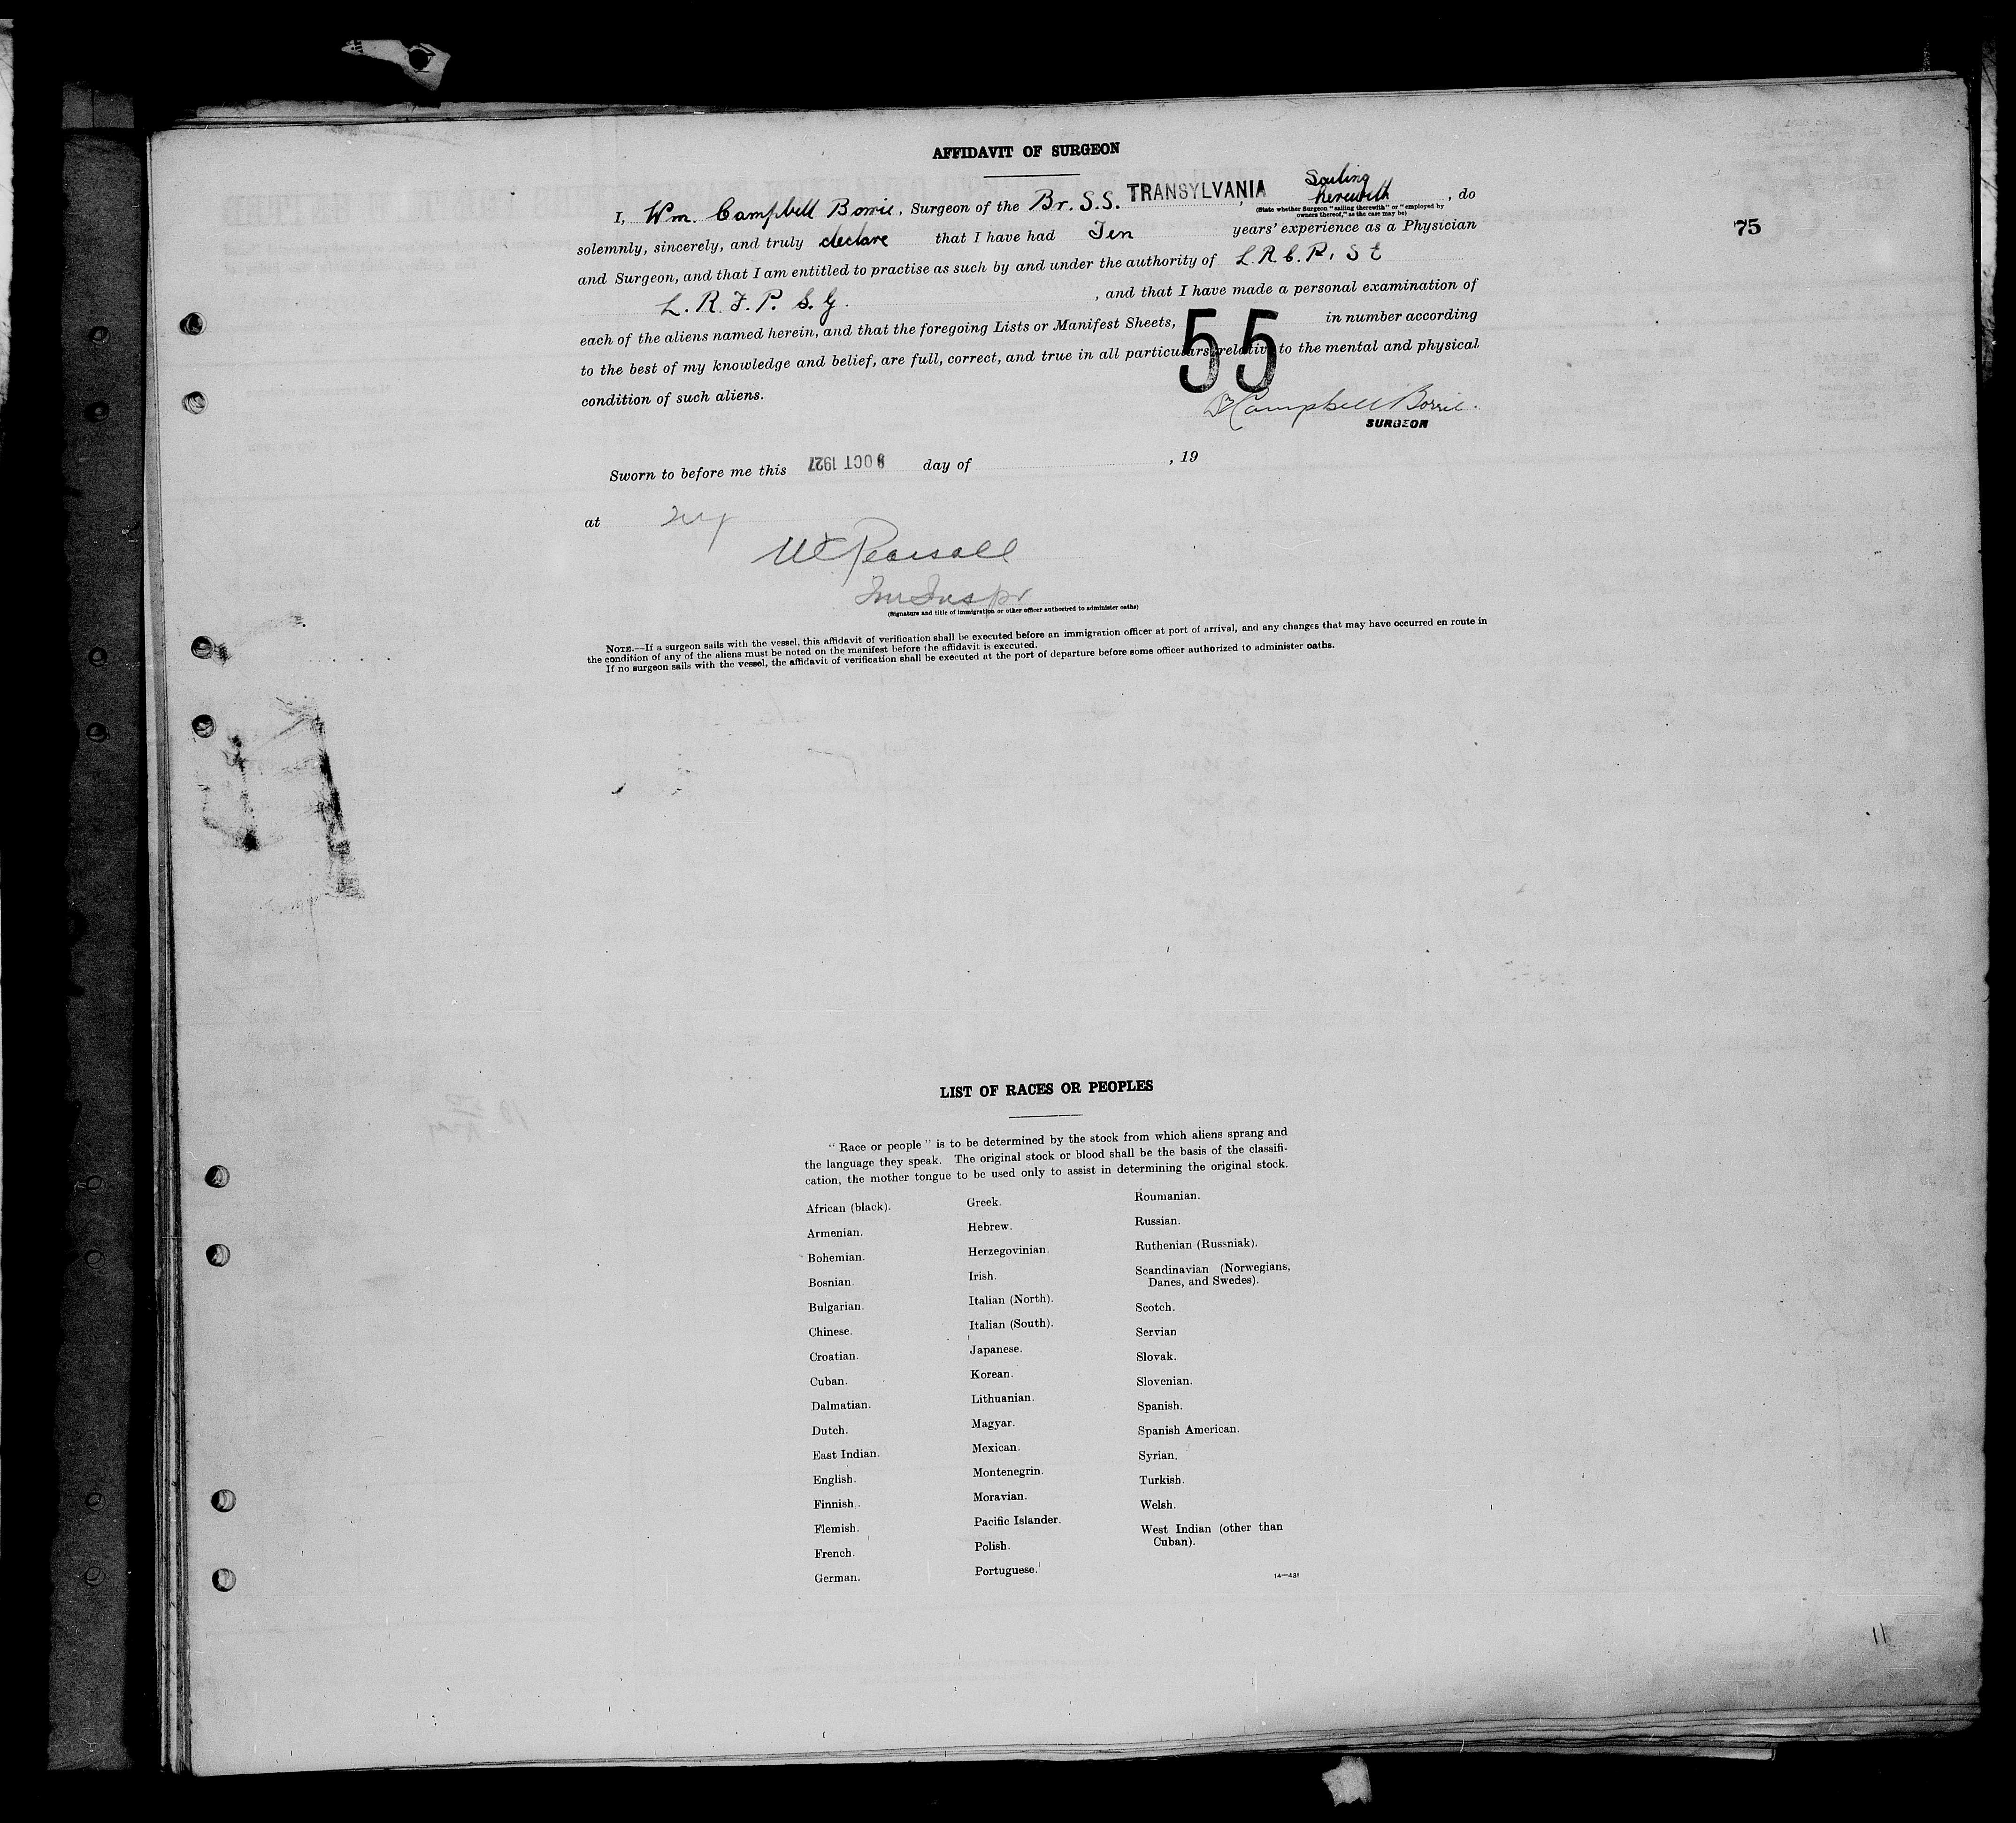 AFFIDAVIT OF SURGEON
Sailing
I, Wm. Campbell Borrie, Surgeon of the Br. S.S. TRANSYLVANIA, herewith, do
(State whether Surgeon "sailing therewith" or "employed by
owners thereof," as the case may be)
solemnly, sincerely, and truly declare that I have had Ten years' experience as a Physician
75
and Surgeon, and that I am entitled to practise as such by and under the authority of L.R.C.P. S E
L.R.F.P. S. G., and that I have made a personal examination of
each of the aliens named herein, and that the foregoing Lists or Manifest Sheets, 55 in number according
to the best of my knowledge and belief, are full, correct, and true in all particulars relative to the mental and physical
condition of such aliens.
Campbell Borrie.
SURGEON
Sworn to before me this 9 OCT 1927 day of , 19
at NY
Pearsall
Im Inspr
(Signature and title of immigration or other officer authorized to administer oaths)
NOTE.—If a surgeon sails with the vessel, this affidavit of verification shall be executed before an immigration officer at port of arrival, and any changes that may have occurred en route in
the condition of any of the aliens must be noted on the manifest before the affidavit is executed.
If no surgeon sails with the vessel, the affidavit of verification shall be executed at the port of departure before some officer authorized to administer oaths.
LIST OF RACES OR PEOPLES
"Race or people" is to be determined by the stock from which aliens sprang and
the language they speak. The original stock or blood shall be the basis of the classifi-
cation, the mother tongue to be used only to assist in determining the original stock.
African (black).
Armenian.
Bohemian.
Bosnian.
Bulgarian.
Chinese.
Croatian.
Cuban.
Dalmatian.
Dutch.
East Indian.
English.
Finnish.
Flemish.
French.
German.
Greek.
Hebrew.
Herzegovinian.
Irish.
Italian (North).
Italian (South).
Japanese.
Korean.
Lithuanian.
Magyar.
Mexican.
Montenegrin.
Moravian.
Pacific Islander.
Polish.
Portuguese.
Roumanian.
Russian.
Ruthenian (Russniak).
Scandinavian (Norwegians,
Danes, and Swedes).
Scotch.
Servian
Slovak.
Slovenian.
Spanish.
Spanish American.
Syrian.
Turkish.
Welsh.
West Indian (other than
Cuban).
14—431
11